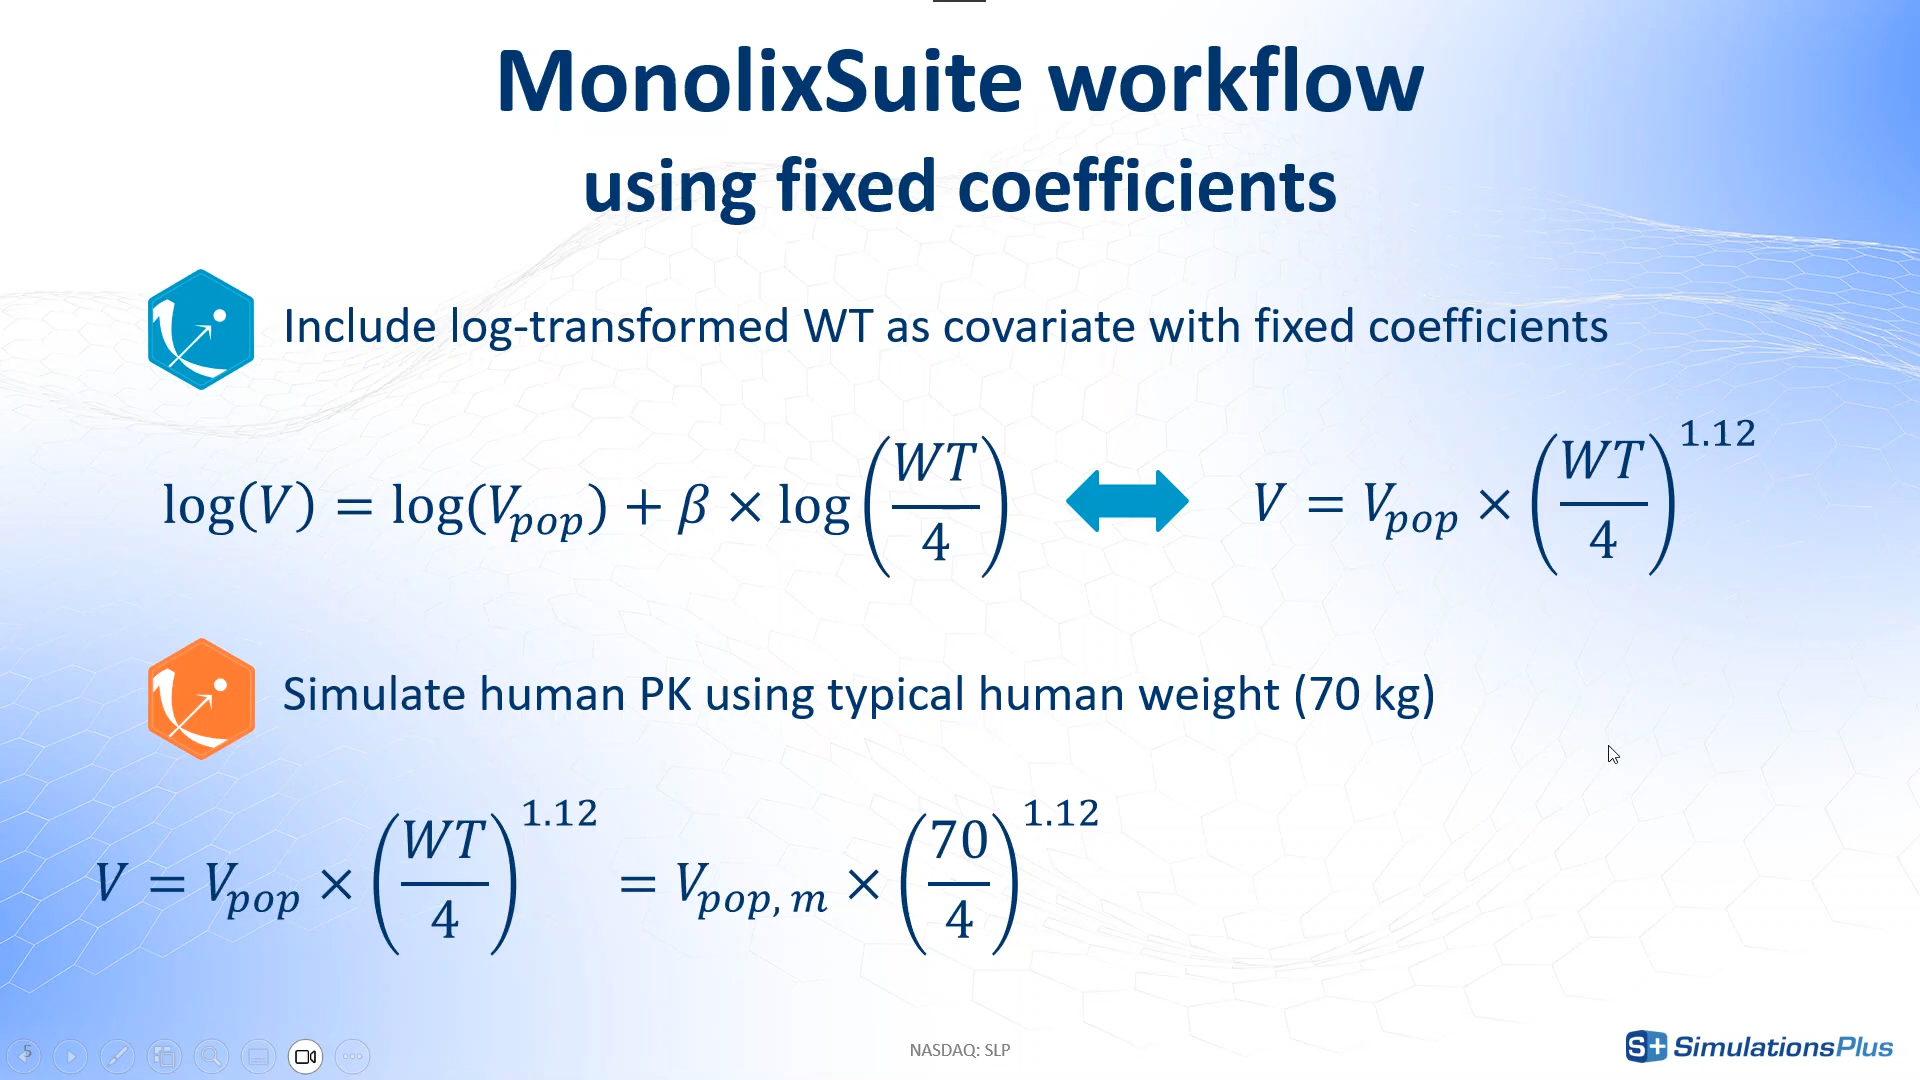 MonolixSuite workflow
using fixed coefficients
Include log-transformed WT as covariate with fixed coefficients
log(V) = log(V_pop) + β × log(WT/4)
V = V_pop × (WT/4)^1.12
Simulate human PK using typical human weight (70 kg)
V = V_pop × (WT/4)^1.12 = V_pop, m × (70/4)^1.12
5
NASDAQ: SLP
S+ SimulationsPlus